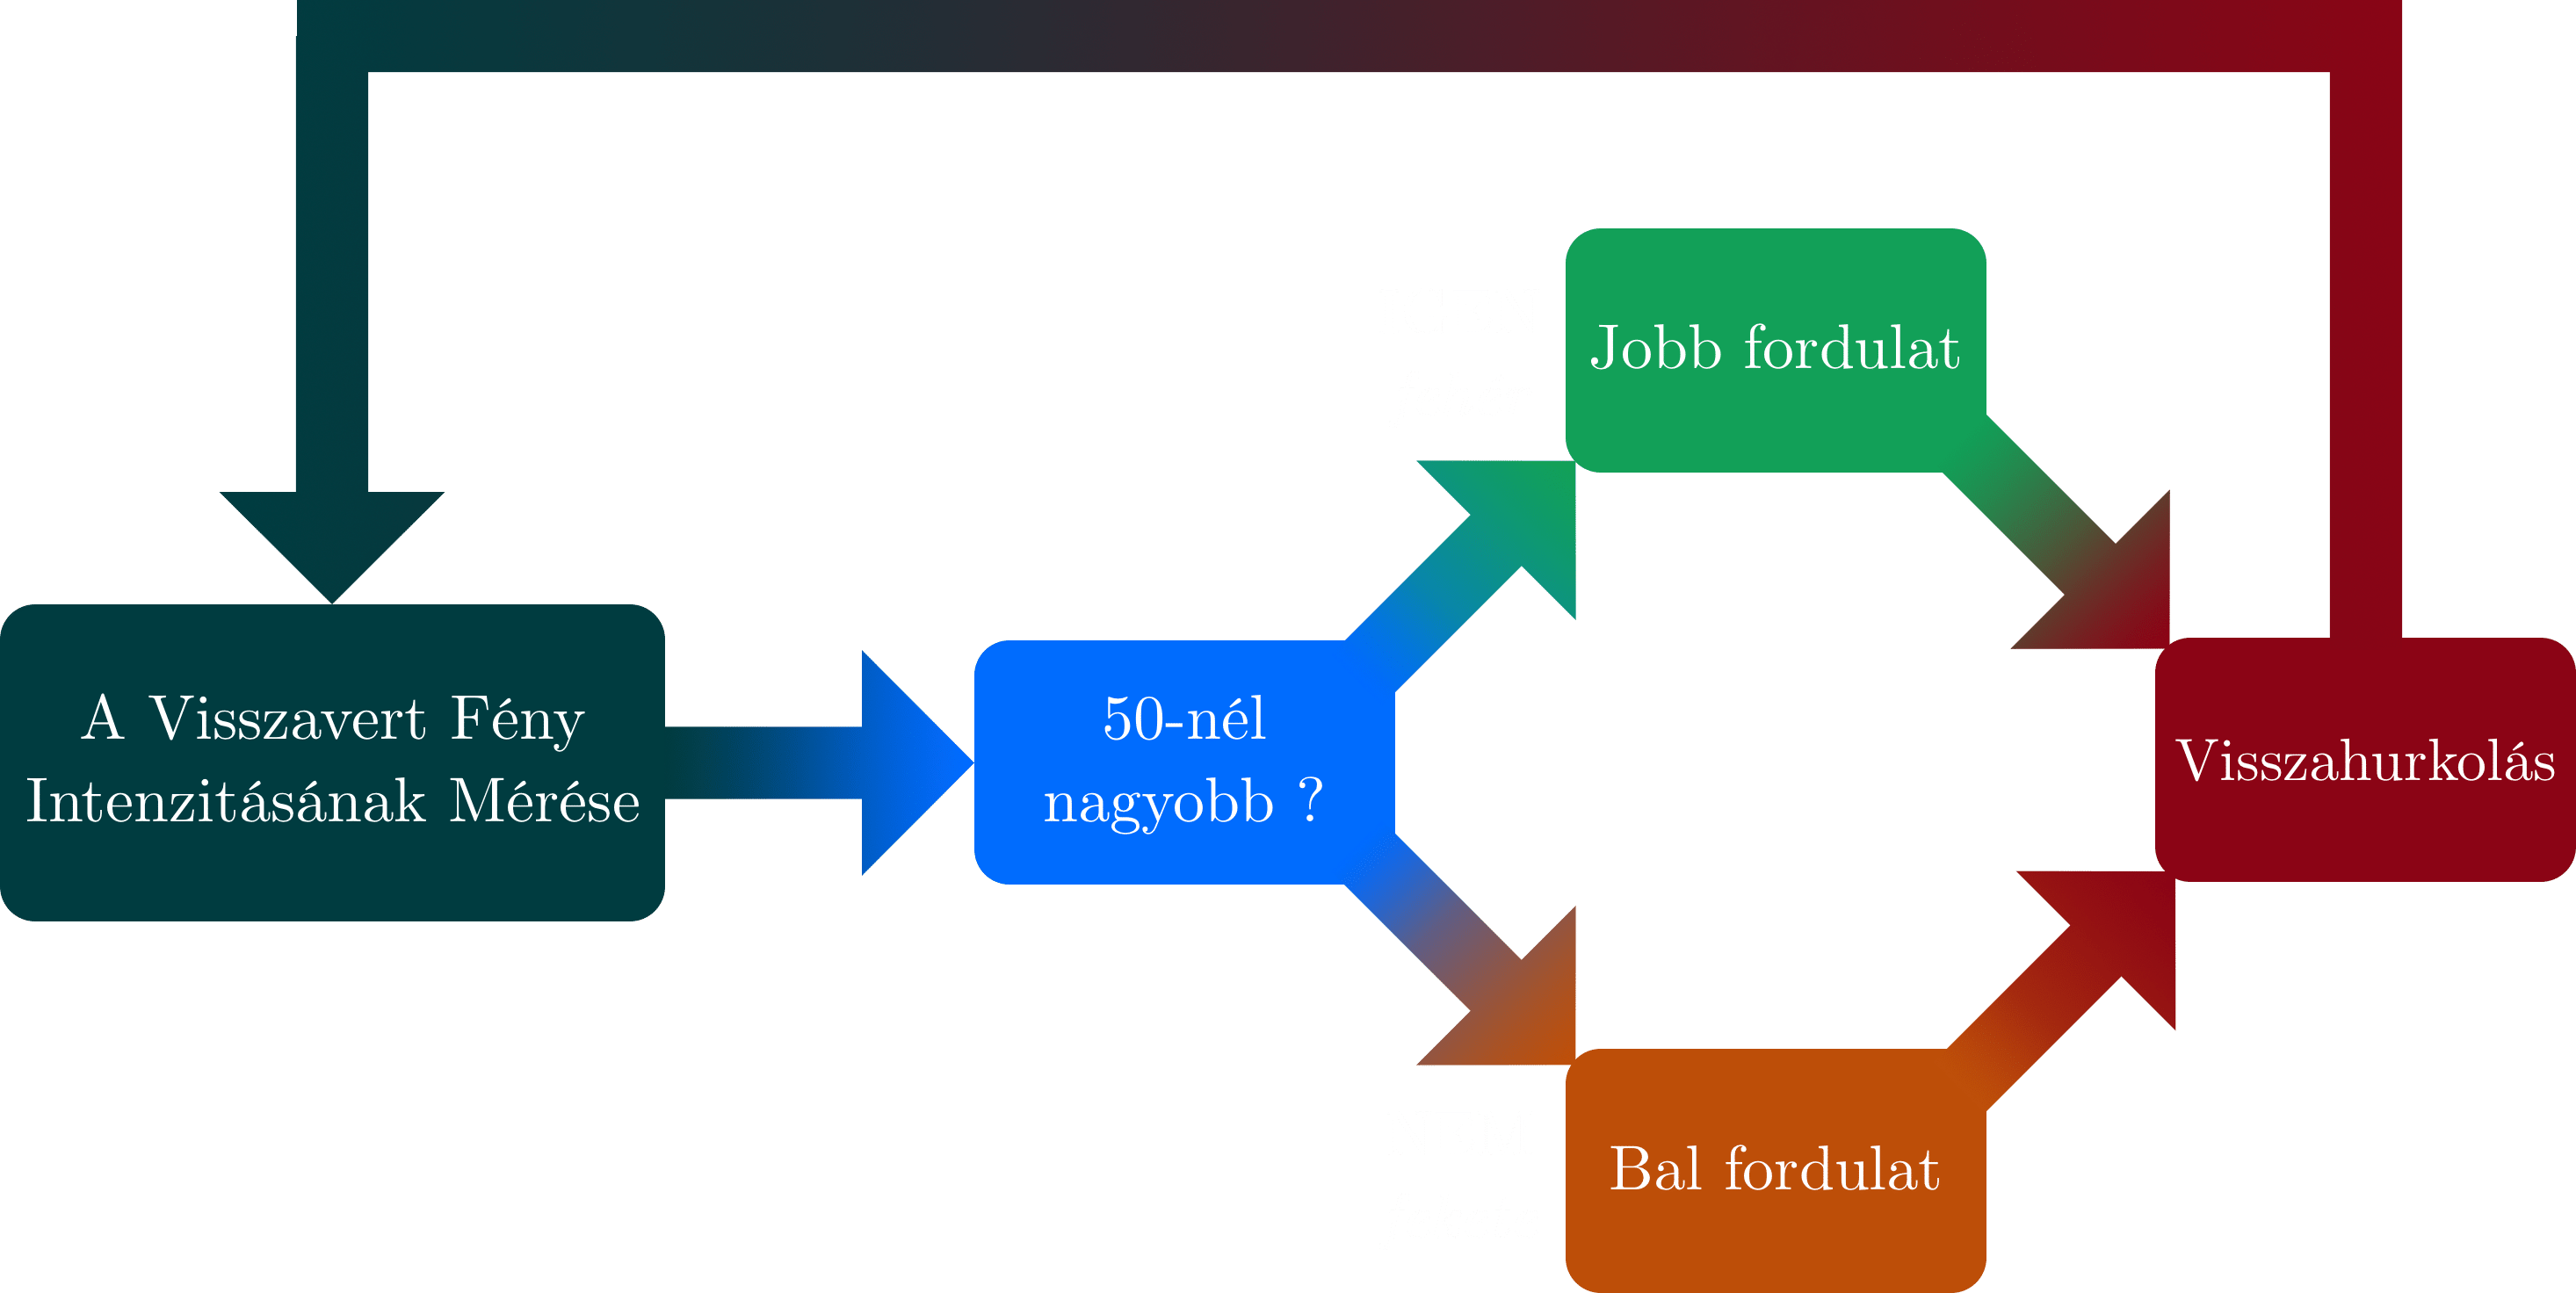 A Visszavert Fény
Intenzitásának Mérése
50-nél
nagyobb ?
Jobb fordulat
Bal fordulat
Visszahurkolás